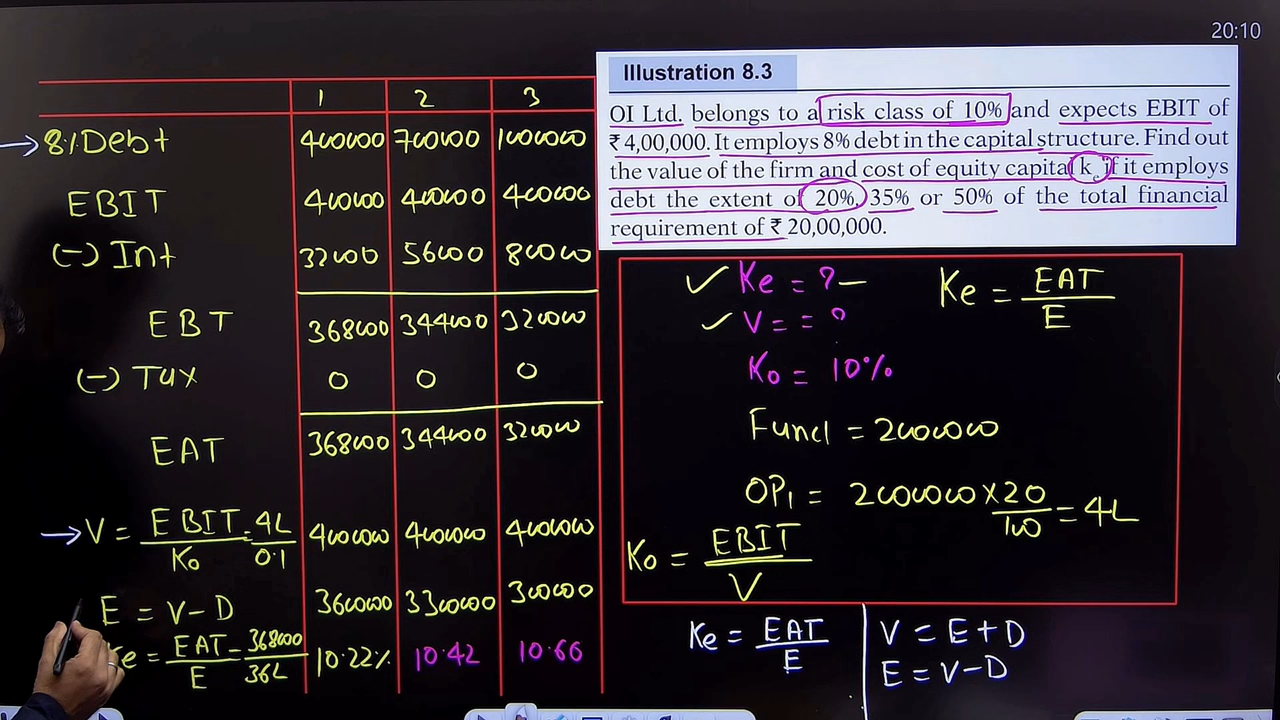 20:10
Illustration 8.3
OI Ltd. belongs to a risk class of 10% and expects EBIT of
₹ 4,00,000. It employs 8% debt in the capital structure. Find out
the value of the firm and cost of equity capital ke if it employs
debt the extent of 20%, 35% or 50% of the total financial
requirement of ₹ 20,00,000.
1 2 3
→ 8% Debt 400000 700000 1000000
EBIT 400000 400000 400000
(-) Int 32000 56000 80000
EBT 368000 344000 320000
(-) Tax 0 0 0
EAT 368000 344000 320000
→ V = EBIT/Ko = 4L/0.1 4000000 4000000 4000000
E = V-D 3600000 3300000 3000000
Ke = EAT/E = 368000/36L 10.22% 10.42 10.66
✓ Ke = ? Ke = EAT/E
✓ V = = ?
Ko = 10%
Fund = 2000000
OP1 = 2000000 × 20/100 = 4L
Ko = EBIT/V
Ke = EAT/E
V = E+D
E = V-D